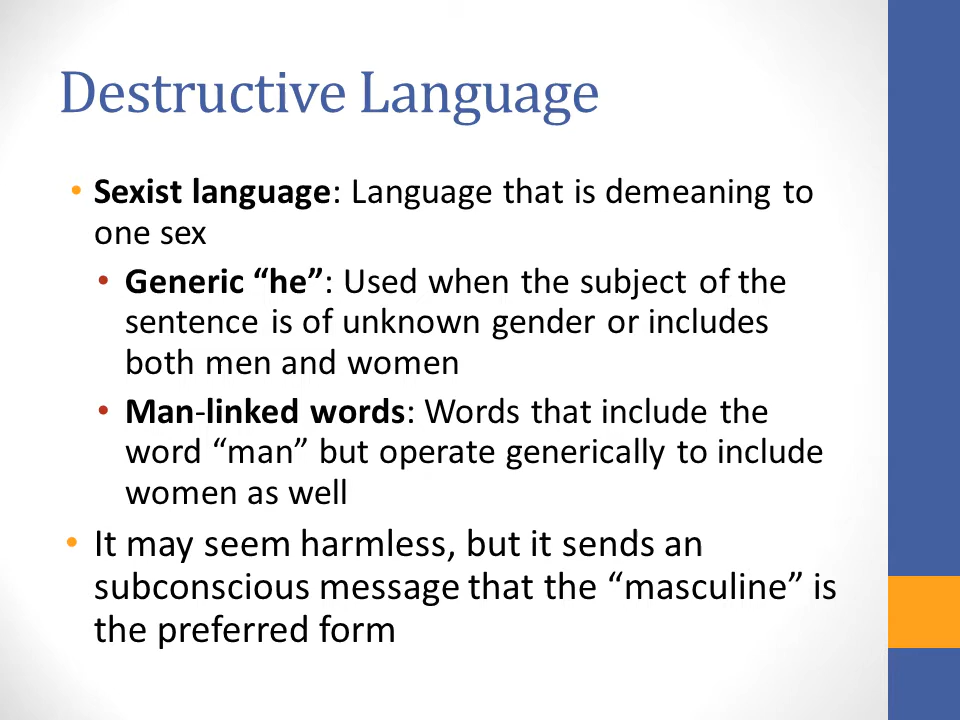 Destructive Language
• Sexist language: Language that is demeaning to
one sex
• Generic “he”: Used when the subject of the
sentence is of unknown gender or includes
both men and women
• Man-linked words: Words that include the
word “man” but operate generically to include
women as well
• It may seem harmless, but it sends an
subconscious message that the “masculine” is
the preferred form